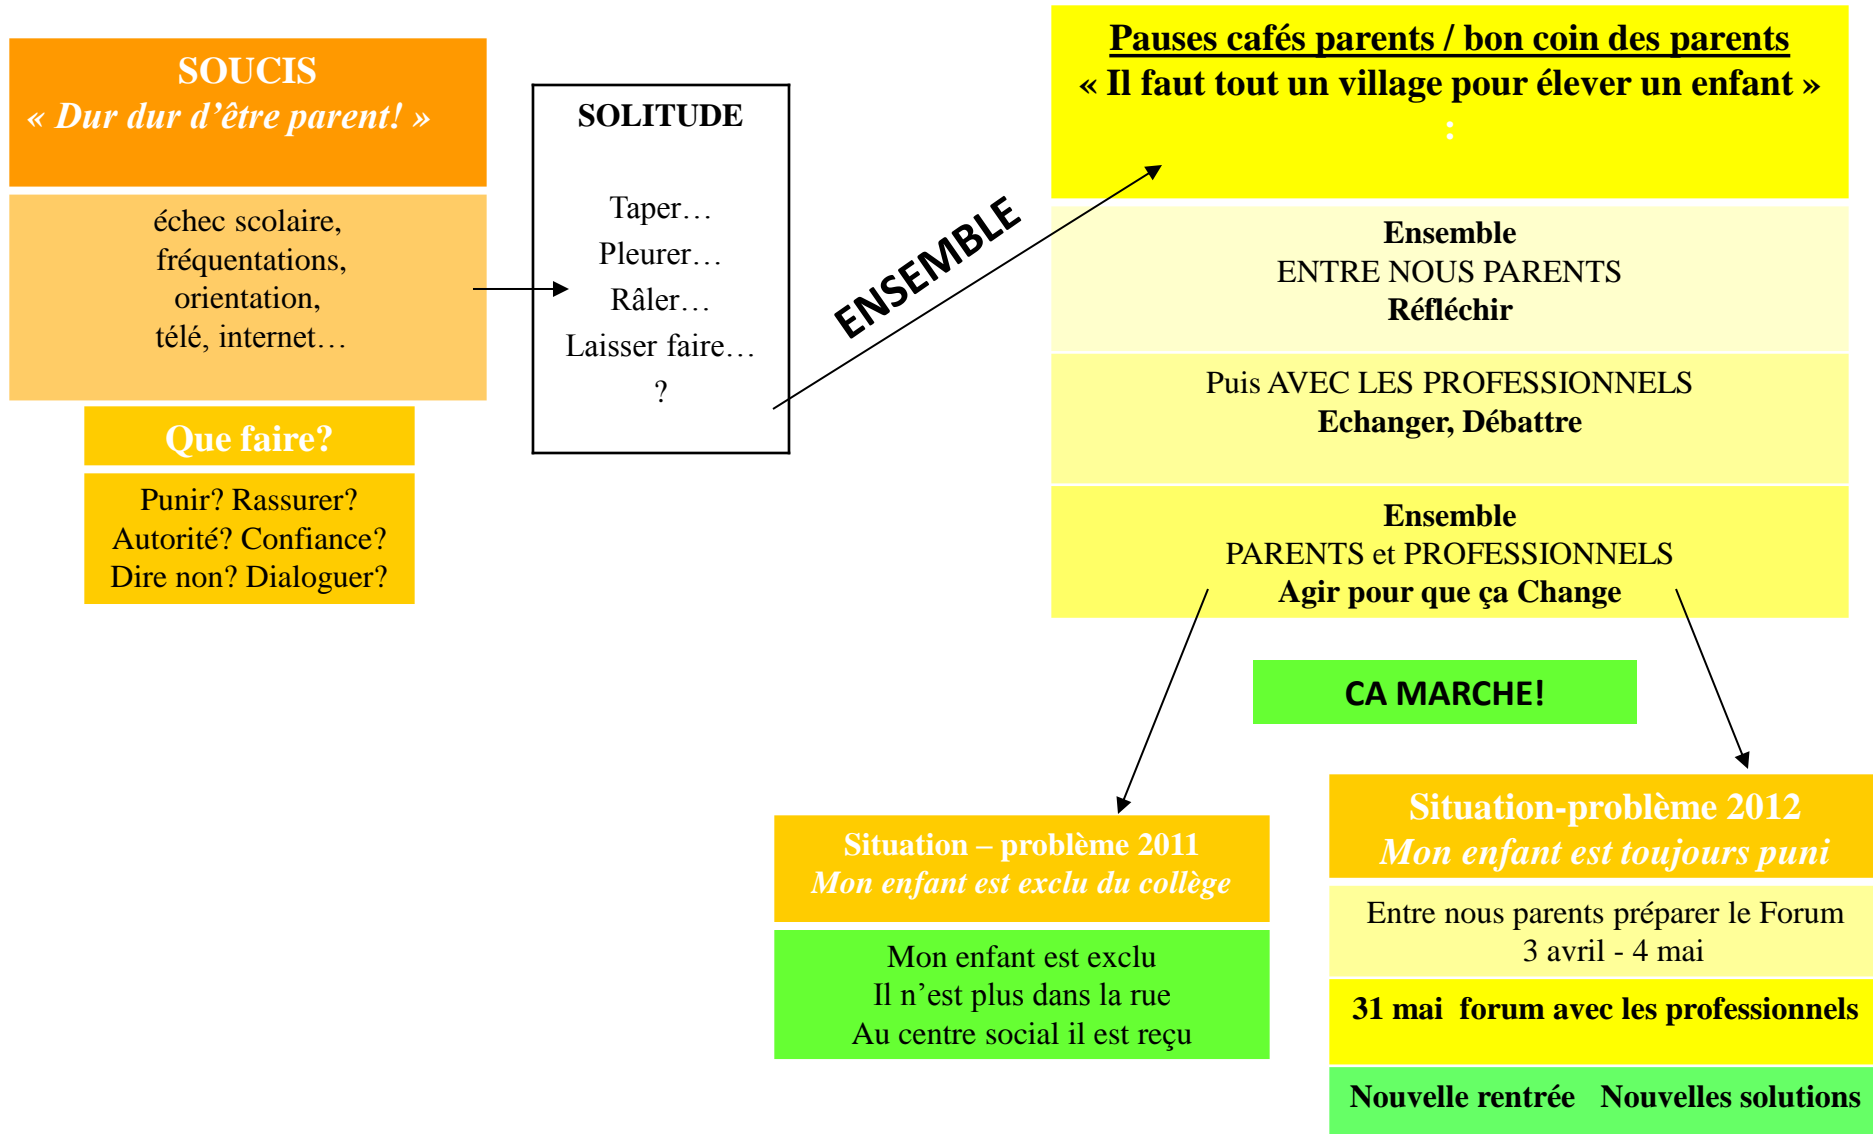 SOUCIS
« Dur dur d’être parent! »
échec scolaire,
fréquentations,
orientation,
télé, internet…
Que faire?
Punir? Rassurer?
Autorité? Confiance?
Dire non? Dialoguer?
SOLITUDE
Taper…
Pleurer…
Râler…
Laisser faire…
?
ENSEMBLE
Pauses cafés parents / bon coin des parents
« Il faut tout un village pour élever un enfant »
:
Ensemble
ENTRE NOUS PARENTS
Réfléchir
Puis AVEC LES PROFESSIONNELS
Echanger, Débattre
Ensemble
PARENTS et PROFESSIONNELS
Agir pour que ça Change
CA MARCHE!
Situation – problème 2011
Mon enfant est exclu du collège
Mon enfant est exclu
Il n’est plus dans la rue
Au centre social il est reçu
Situation-problème 2012
Mon enfant est toujours puni
Entre nous parents préparer le Forum
3 avril - 4 mai
31 mai  forum avec les professionnels
Nouvelle rentrée   Nouvelles solutions